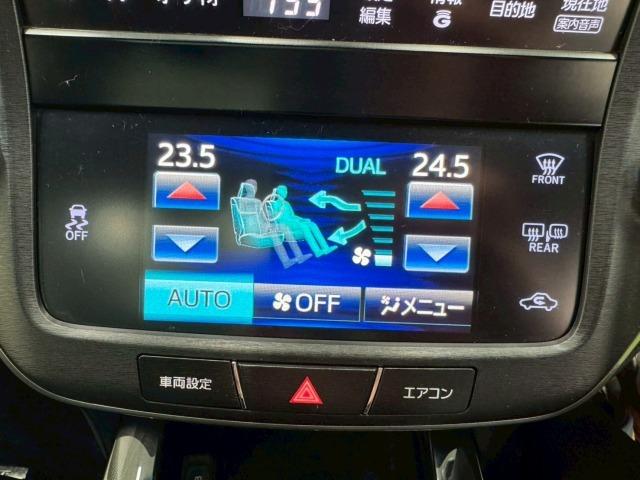 155
編集
G
目的地
現在地
案内音声
23.5
DUAL
24.5
FRONT
OFF
REAR
AUTO
OFF
メニュー
車両設定
エアコン